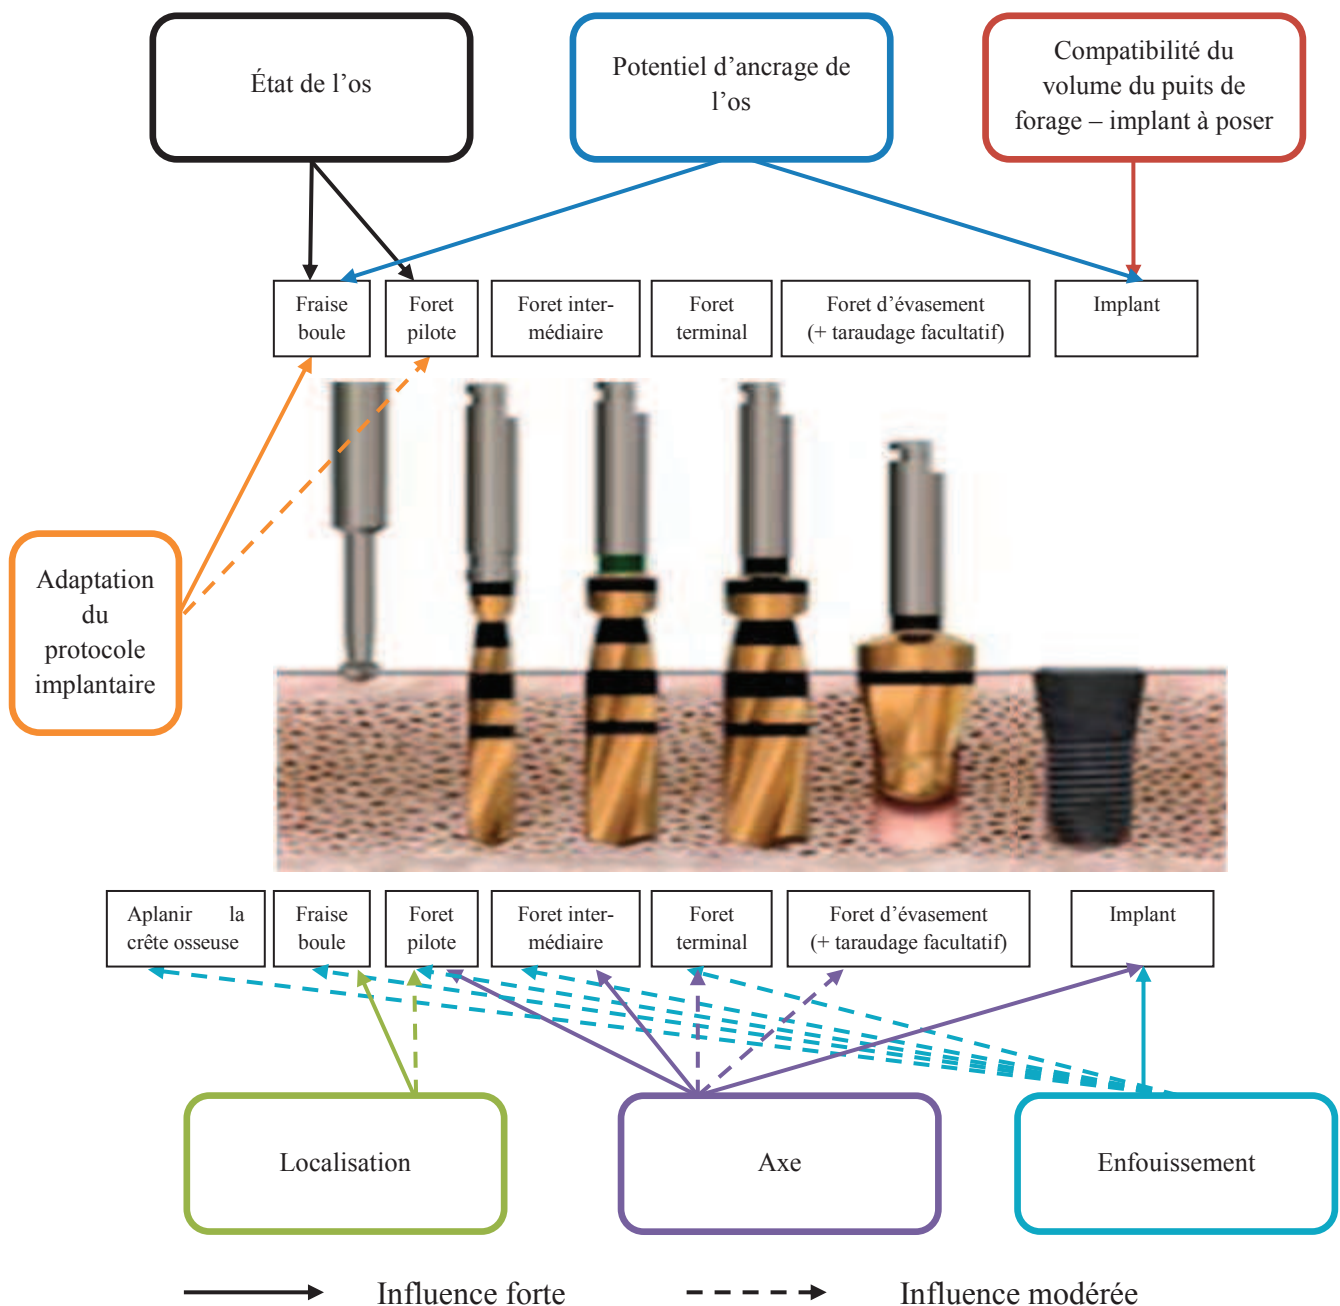 État de l’os
Potentiel d’ancrage de
l’os
Compatibilité du
volume du puits de
forage – implant à poser
Fraise
boule
Foret
pilote
Foret inter-
médiaire
Foret
terminal
Foret d’évasement
(+ taraudage facultatif)
Implant
Adaptation
du
protocole
implantaire
Aplanir la
crête osseuse
Fraise
boule
Foret
pilote
Foret inter-
médiaire
Foret
terminal
Foret d’évasement
(+ taraudage facultatif)
Implant
Localisation
Axe
Enfouissement
Influence forte
Influence modérée